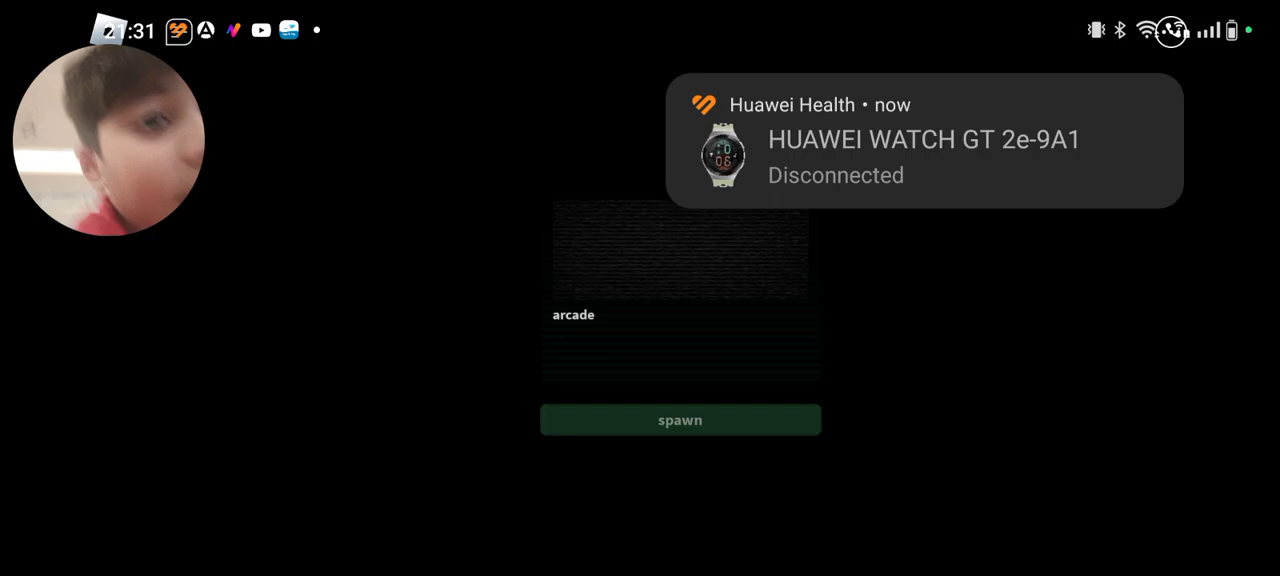 21:31
Huawei Health • now
HUAWEI WATCH GT 2e-9A1
Disconnected
arcade
spawn